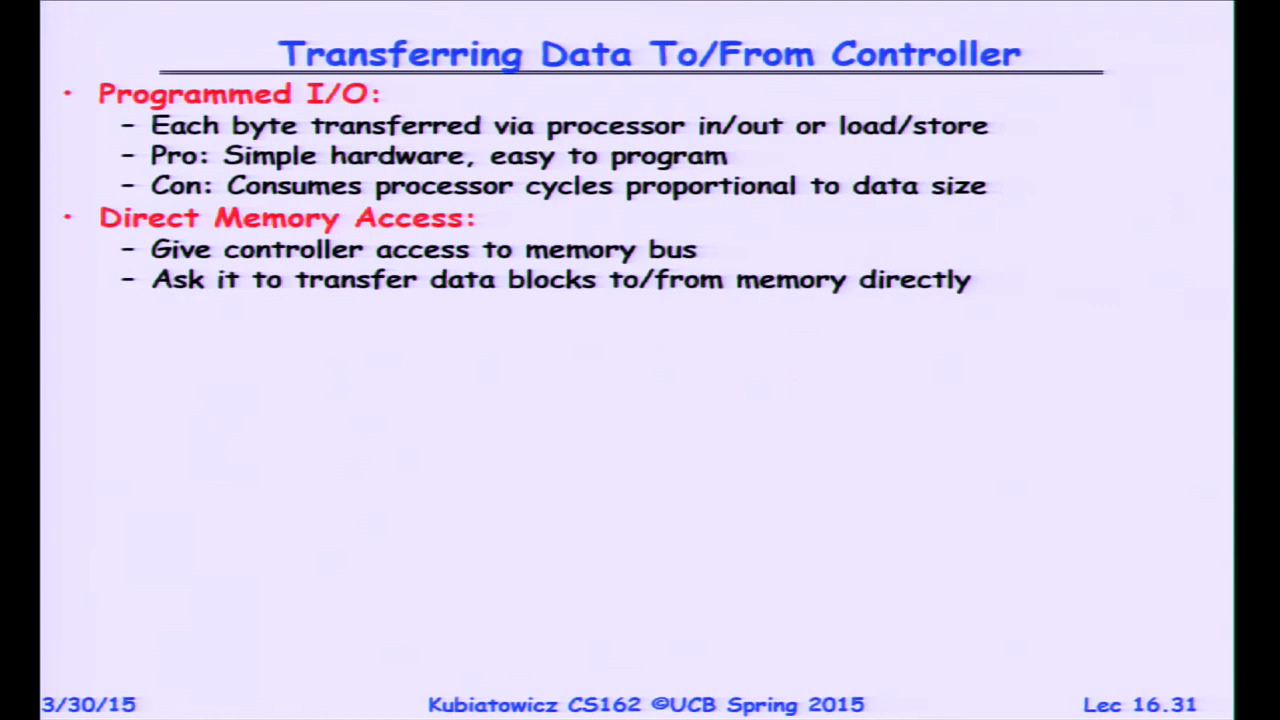 Transferring Data To/From Controller
• Programmed I/O:
– Each byte transferred via processor in/out or load/store
– Pro: Simple hardware, easy to program
– Con: Consumes processor cycles proportional to data size
• Direct Memory Access:
– Give controller access to memory bus
– Ask it to transfer data blocks to/from memory directly
3/30/15 Kubiatowicz CS162 ©UCB Spring 2015 Lec 16.31